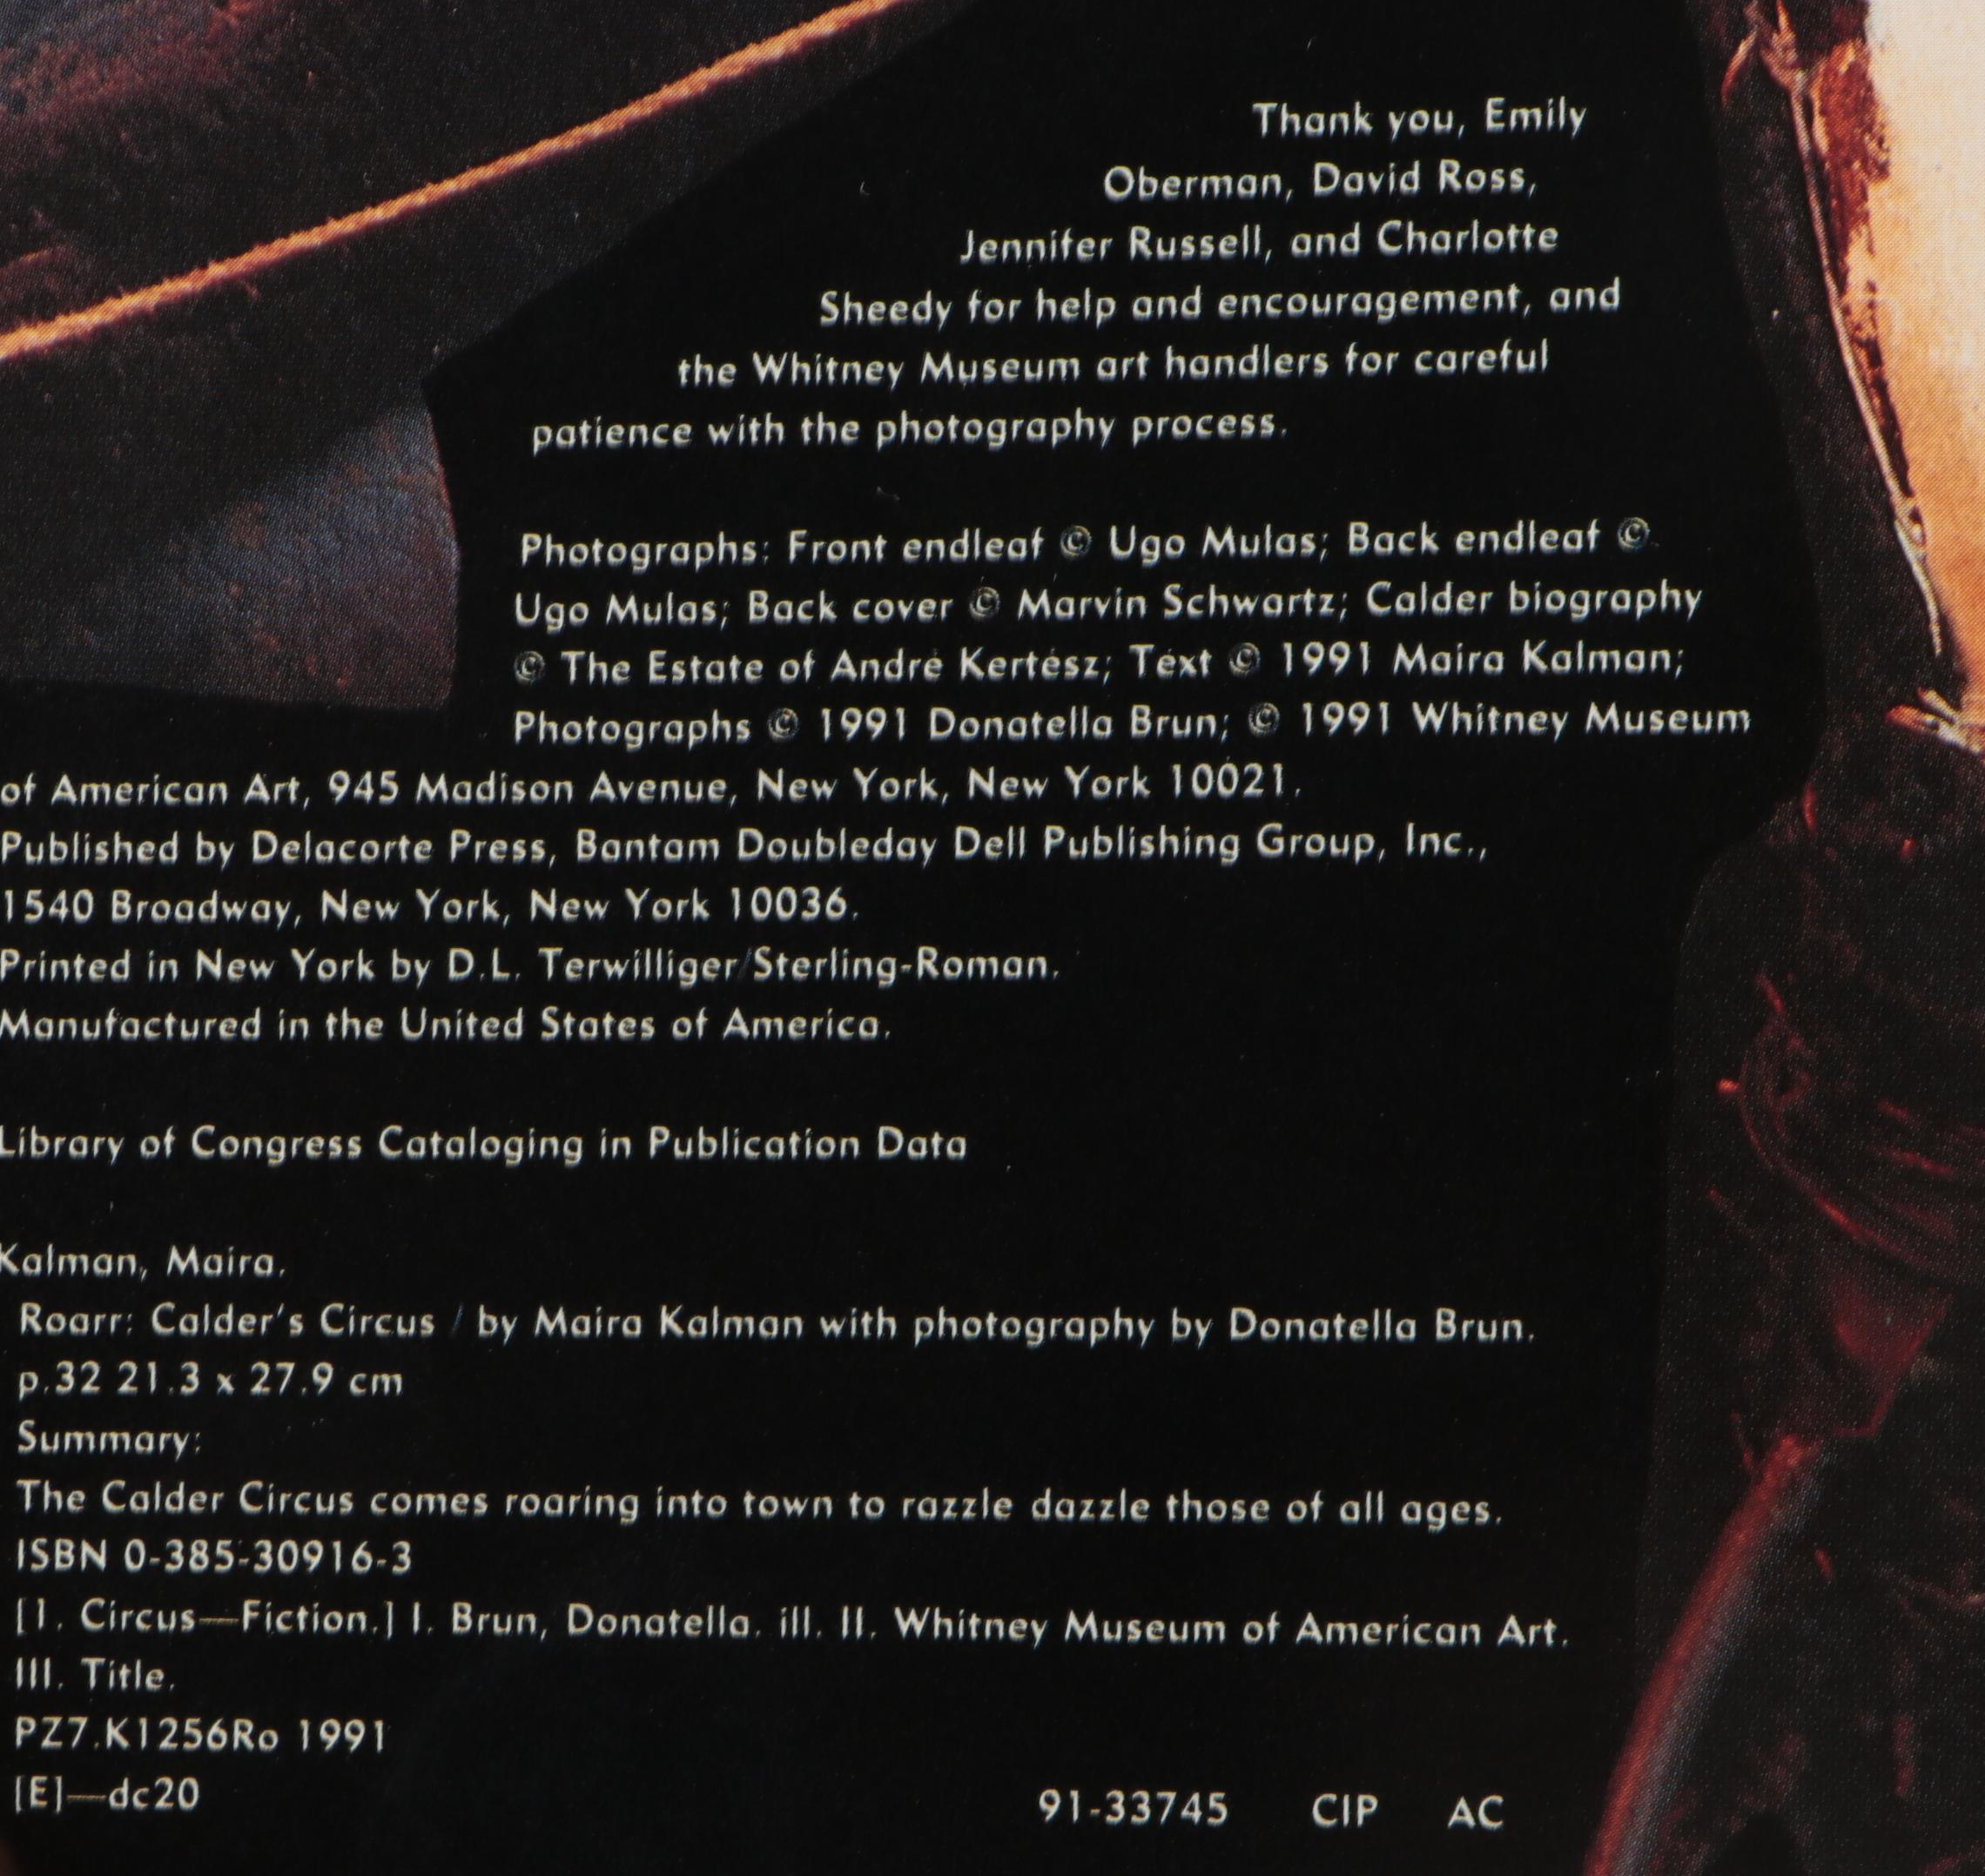 Thank you, Emily
Oberman, David Ross,
Jennifer Russell, and Charlotte
Sheedy for help and encouragement, and
the Whitney Museum art handlers for careful
patience with the photography process.
Photographs: Front endleaf © Ugo Mulas; Back endleaf ©
Ugo Mulas; Back cover © Marvin Schwartz; Calder biography
© The Estate of André Kertész; Text © 1991 Maira Kalman;
Photographs © 1991 Donatella Brun; © 1991 Whitney Museum
of American Art, 945 Madison Avenue, New York, New York 10021.
Published by Delacorte Press, Bantam Doubleday Dell Publishing Group, Inc.,
1540 Broadway, New York, New York 10036.
Printed in New York by D.L. Terwilliger/Sterling-Roman.
Manufactured in the United States of America.
Library of Congress Cataloging in Publication Data
Kalman, Maira.
Roarr: Calder's Circus / by Maira Kalman with photography by Donatella Brun.
p.32 21.3 x 27.9 cm
Summary:
The Calder Circus comes roaring into town to razzle dazzle those of all ages.
ISBN 0-385-30916-3
[1. Circus—Fiction.] I. Brun, Donatella. ill. II. Whitney Museum of American Art.
III. Title.
PZ7.K1256Ro 1991
[E]—dc20 91-33745 CIP AC